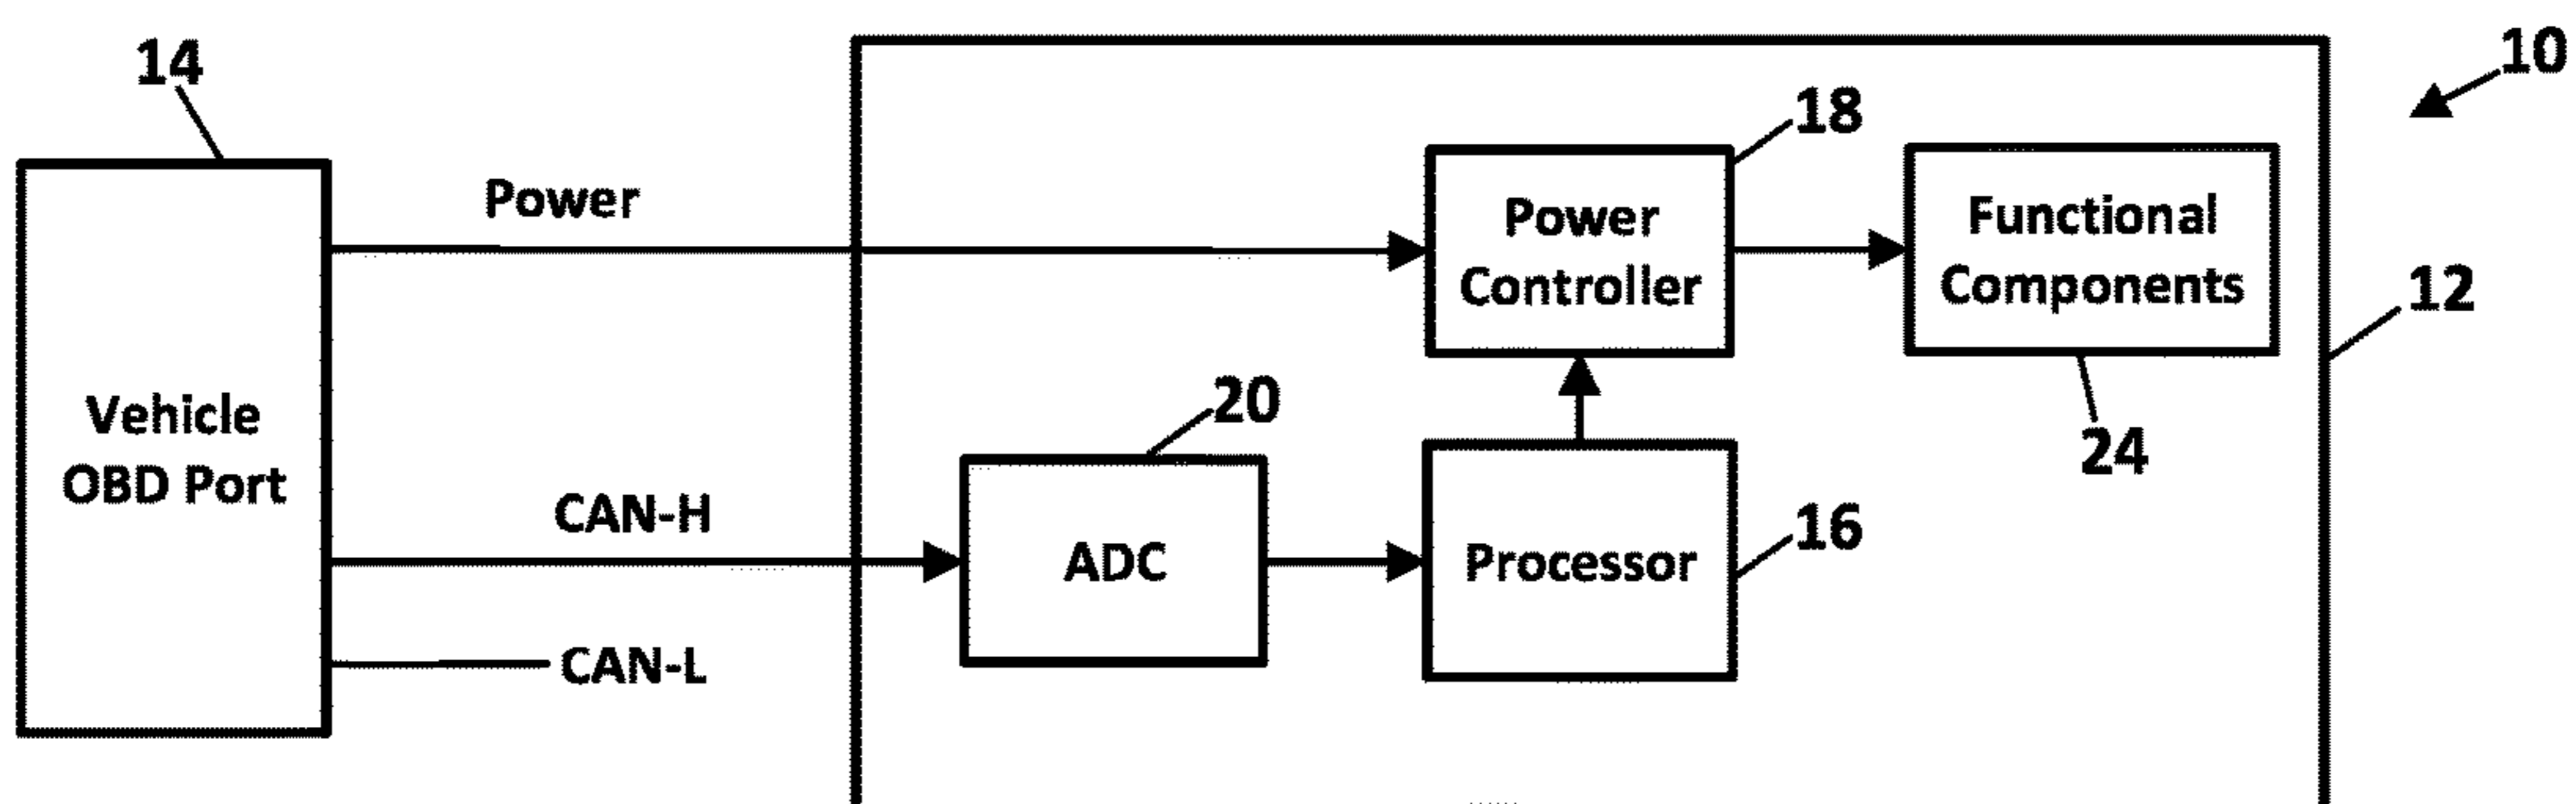 14
10
18
Power
Power
Controller
Functional
Components
12
20
24
Vehicle
OBD Port
CAN-H
ADC
Processor
16
CAN-L